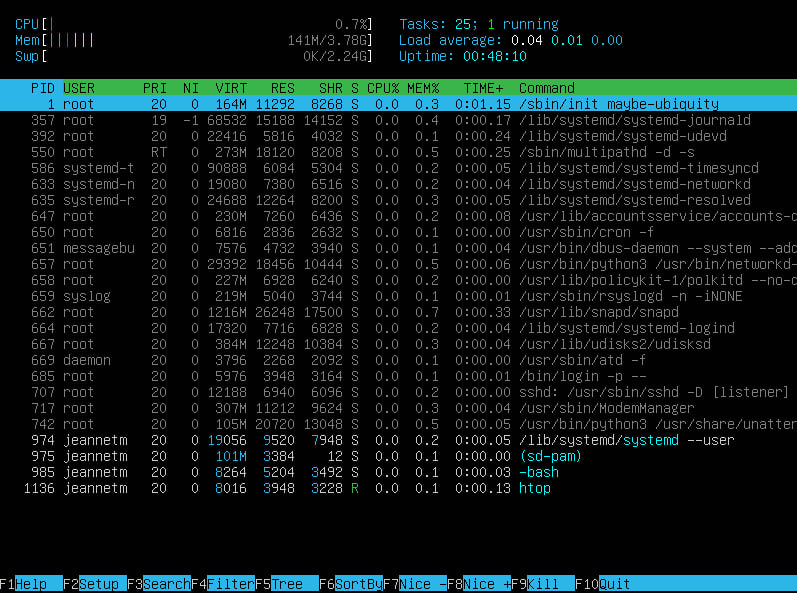 CPU[| 0.7%] Tasks: 25; 1 running
Mem[|||||| 141M/3.78G] Load average: 0.04 0.01 0.00
Swp[ 0K/2.24G] Uptime: 00:48:10
PID USER PRI NI VIRT RES SHR S CPU% MEM% TIME+ Command
1 root 20 0 164M 11292 8268 S 0.0 0.3 0:01.15 /sbin/init maybe-ubiquity
357 root 19 -1 68532 15188 14152 S 0.0 0.4 0:00.17 /lib/systemd/systemd-journald
392 root 20 0 22416 5816 4032 S 0.0 0.1 0:00.24 /lib/systemd/systemd-udevd
550 root RT 0 273M 18120 8208 S 0.0 0.5 0:00.25 /sbin/multipathd -d -s
586 systemd-t 20 0 90888 6084 5304 S 0.0 0.2 0:00.05 /lib/systemd/systemd-timesyncd
633 systemd-n 20 0 19080 7380 6516 S 0.0 0.2 0:00.04 /lib/systemd/systemd-networkd
635 systemd-r 20 0 24688 12264 8200 S 0.0 0.3 0:00.05 /lib/systemd/systemd-resolved
647 root 20 0 230M 7260 6436 S 0.0 0.2 0:00.08 /usr/lib/accountsservice/accounts-d
650 root 20 0 6816 2836 2632 S 0.0 0.1 0:00.00 /usr/sbin/cron -f
651 messagebu 20 0 7576 4732 3940 S 0.0 0.1 0:00.04 /usr/bin/dbus-daemon --system --add
657 root 20 0 29392 18456 10444 S 0.0 0.5 0:00.06 /usr/bin/python3 /usr/bin/networkd-
658 root 20 0 227M 6928 6240 S 0.0 0.2 0:00.00 /usr/lib/policykit-1/polkitd --no-d
659 syslog 20 0 219M 5040 3744 S 0.0 0.1 0:00.01 /usr/sbin/rsyslogd -n -iNONE
662 root 20 0 1216M 26248 17500 S 0.0 0.7 0:00.33 /usr/lib/snapd/snapd
664 root 20 0 17320 7716 6828 S 0.0 0.2 0:00.04 /lib/systemd/systemd-logind
667 root 20 0 384M 12248 10384 S 0.0 0.3 0:00.04 /usr/lib/udisks2/udisksd
669 daemon 20 0 3796 2268 2092 S 0.0 0.1 0:00.00 /usr/sbin/atd -f
685 root 20 0 5976 3948 3164 S 0.0 0.1 0:00.01 /bin/login -p --
707 root 20 0 12188 6940 6096 S 0.0 0.2 0:00.00 sshd: /usr/sbin/sshd -D [listener]
717 root 20 0 307M 11212 9624 S 0.0 0.3 0:00.04 /usr/sbin/ModemManager
742 root 20 0 105M 20720 13048 S 0.0 0.5 0:00.05 /usr/bin/python3 /usr/share/unatten
974 jeannetm 20 0 19056 9520 7948 S 0.0 0.2 0:00.05 /lib/systemd/systemd --user
975 jeannetm 20 0 101M 3384 12 S 0.0 0.1 0:00.00 (sd-pam)
985 jeannetm 20 0 8264 5204 3492 S 0.0 0.1 0:00.03 -bash
1136 jeannetm 20 0 8016 3948 3228 R 0.0 0.1 0:00.13 htop
F1Help F2Setup F3SearchF4FilterF5Tree F6SortByF7Nice -F8Nice +F9Kill F10Quit